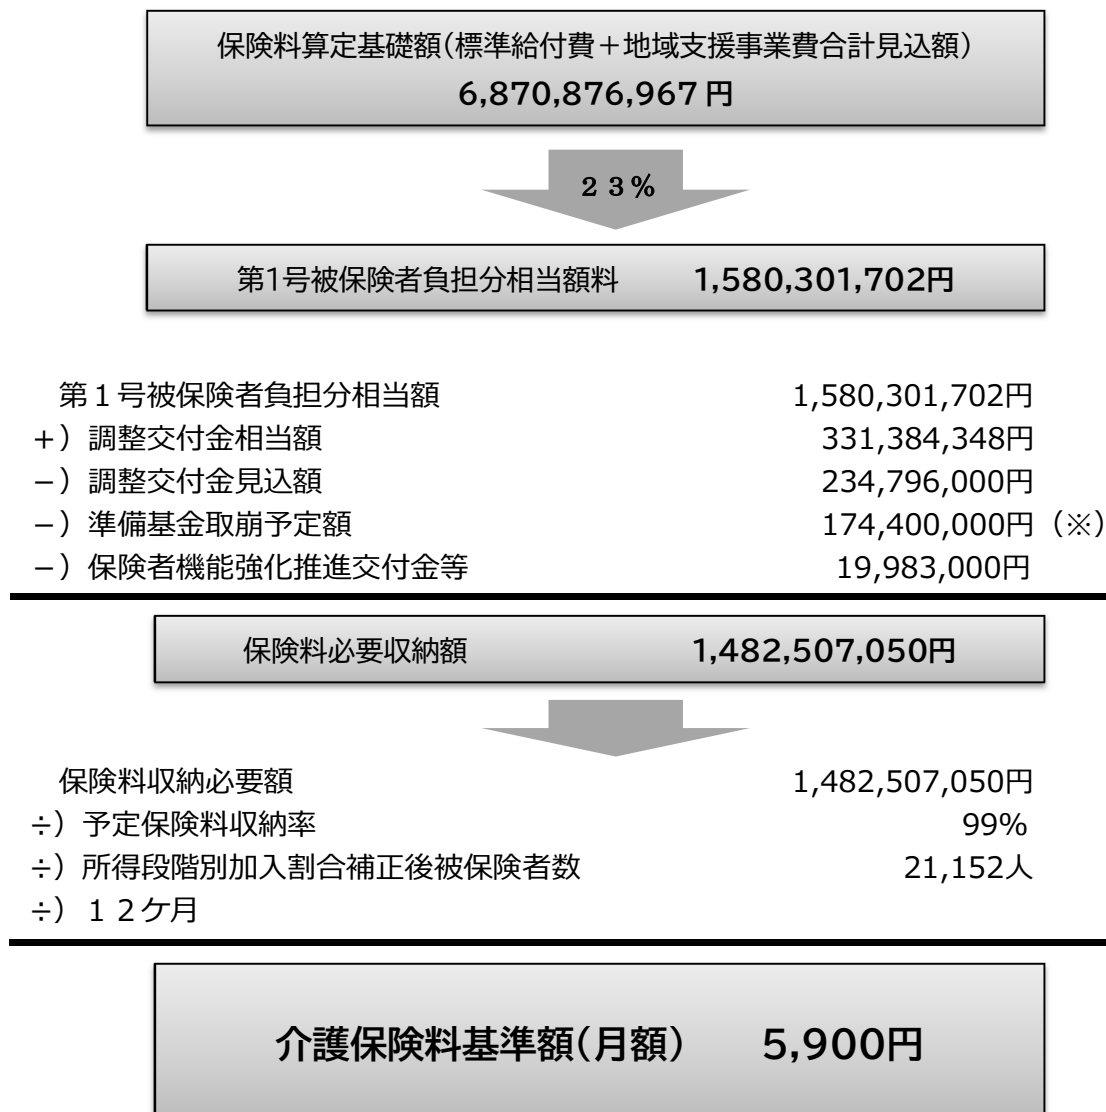 保険料算定基礎額(標準給付費+地域支援事業費合計見込額)
6,870,876,967円
23%
第1号被保険者負担分相当額料 1,580,301,702円
第1号被保険者負担分相当額 1,580,301,702円
+)調整交付金相当額 331,384,348円
-)調整交付金見込額 234,796,000円
-)準備基金取崩予定額 174,400,000円(※)
-)保険者機能強化推進交付金等 19,983,000円
保険料必要収納額 1,482,507,050円
保険料収納必要額 1,482,507,050円
÷)予定保険料収納率 99%
÷)所得段階別加入割合補正後被保険者数 21,152人
÷)12ケ月
介護保険料基準額(月額) 5,900円